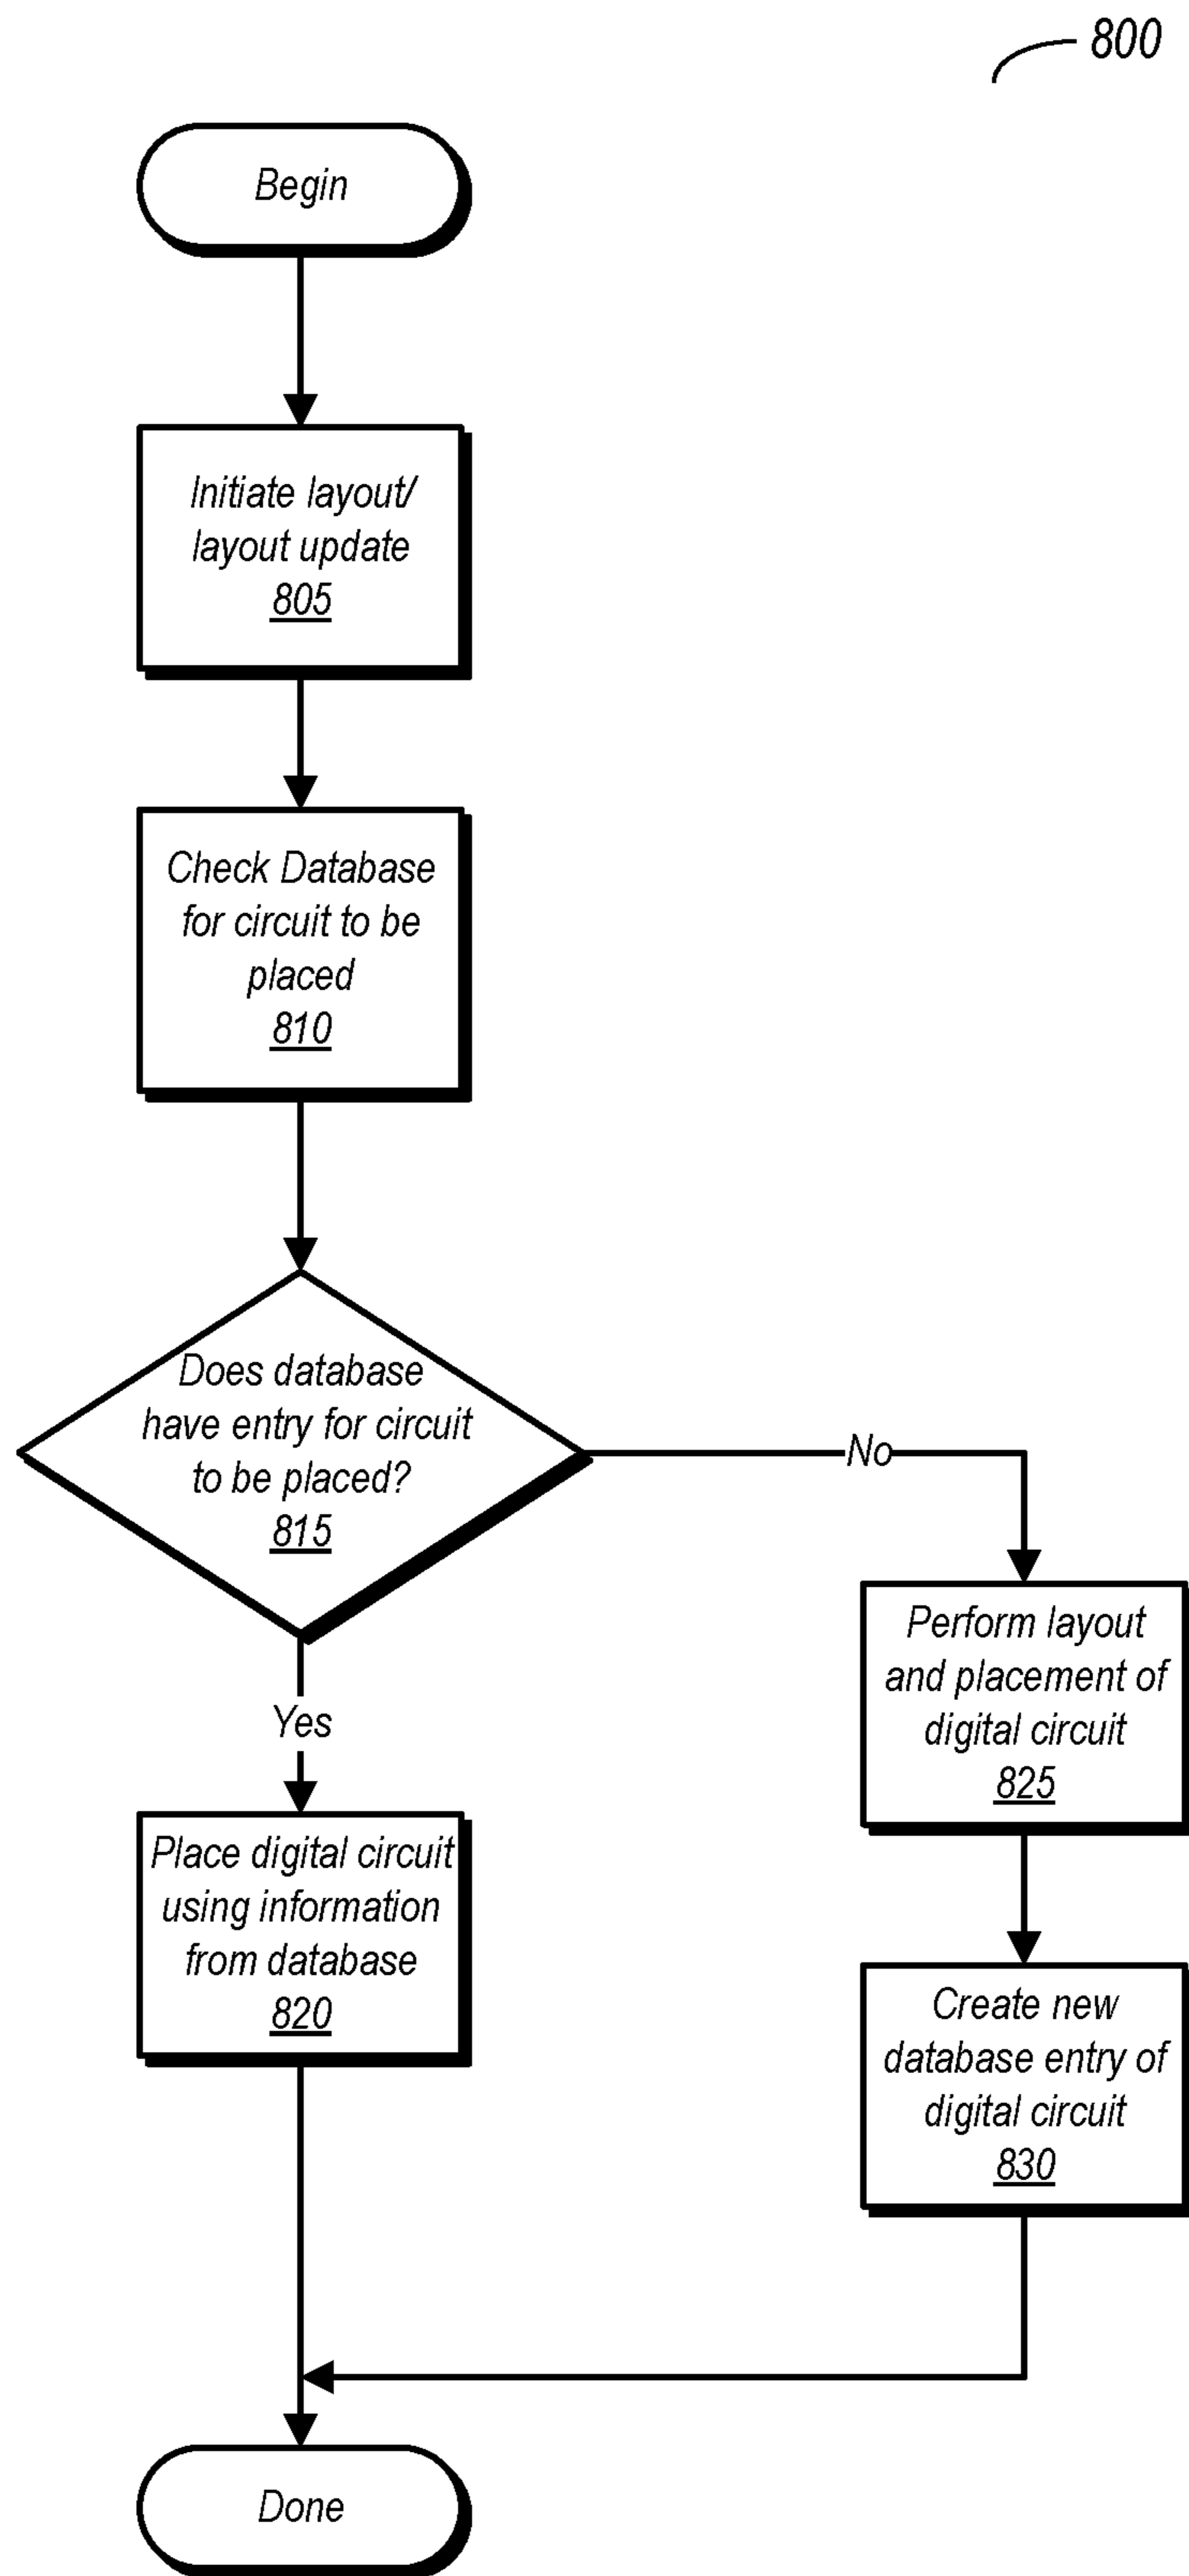 800
Begin
Initiate layout/
layout update
805
Check Database
for circuit to be
placed
810
Does database
have entry for circuit
to be placed?
815
No
Yes
Perform layout
and placement of
digital circuit
825
Place digital circuit
using information
from database
820
Create new
database entry of
digital circuit
830
Done